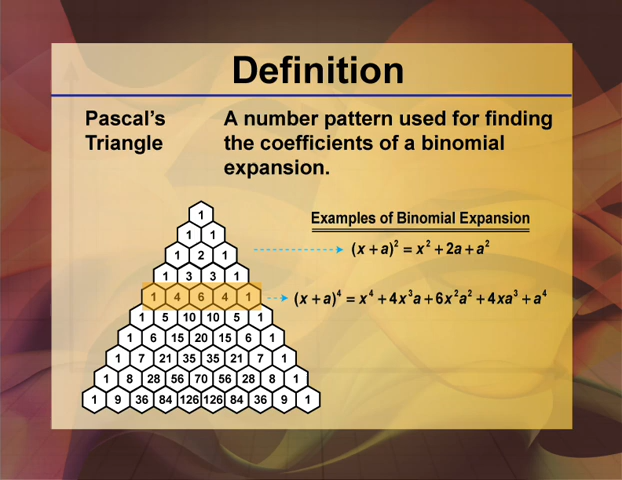 Definition
Pascal's
Triangle
A number pattern used for finding
the coefficients of a binomial
expansion.
Examples of Binomial Expansion
(x + a)² = x² + 2a + a²
(x + a)⁴ = x⁴ + 4x³a + 6x²a² + 4xa³ + a⁴
1
1 1
1 2 1
1 3 3 1
1 4 6 4 1
1 5 10 10 5 1
1 6 15 20 15 6 1
1 7 21 35 35 21 7 1
1 8 28 56 70 56 28 8 1
1 9 36 84 126 126 84 36 9 1